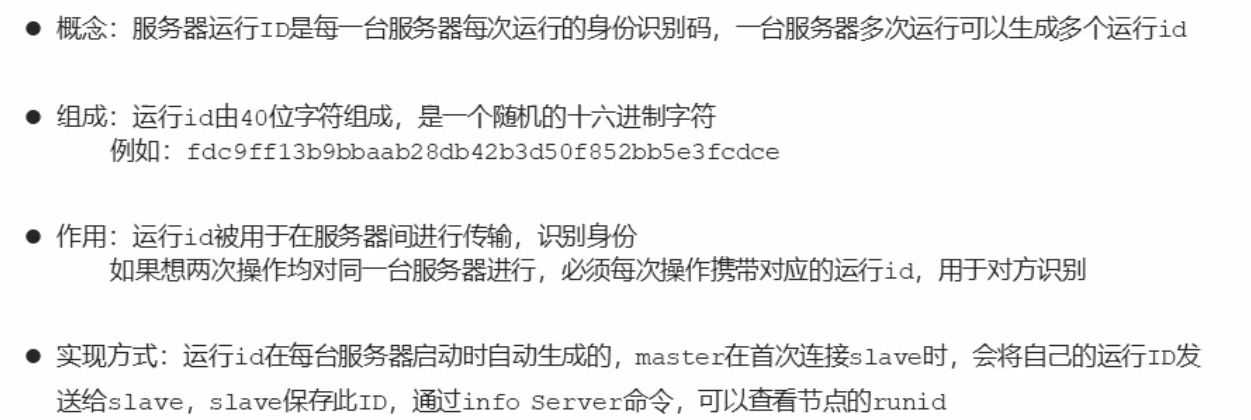 ● 概念：服务器运行ID是每一台服务器每次运行的身份识别码，一台服务器多次运行可以生成多个运行id
● 组成：运行id由40位字符组成，是一个随机的十六进制字符
例如：fdc9ff13b9bbaab28db42b3d50f852bb5e3fcdce
● 作用：运行id被用于在服务器间进行传输，识别身份
如果想两次操作均对同一台服务器进行，必须每次操作携带对应的运行id，用于对方识别
● 实现方式：运行id在每台服务器启动时自动生成的，master在首次连接slave时，会将自己的运行ID发
送给slave，slave保存此ID，通过info Server命令，可以查看节点的runid